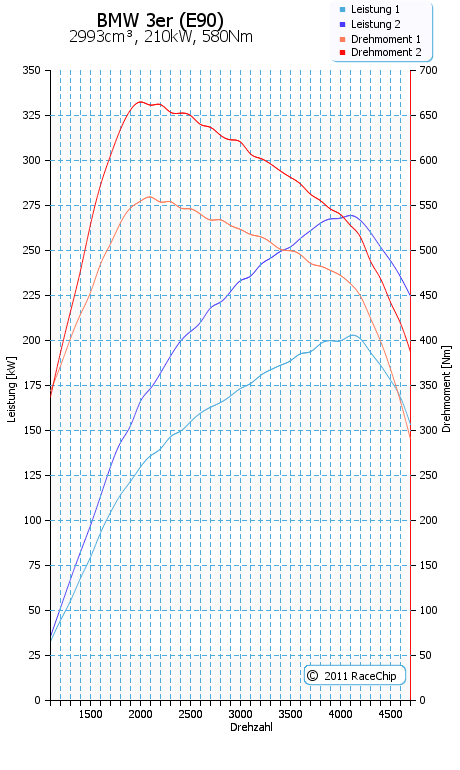 BMW 3er (E90)
2993cm³, 210kW, 580Nm
Leistung 1
Leistung 2
Drehmoment 1
Drehmoment 2
350
325
300
275
250
225
200
175
150
125
100
75
50
25
0
Leistung [kW]
700
650
600
550
500
450
400
350
300
250
200
150
100
50
0
Drehmoment [Nm]
© 2011 RaceChip
1500 2000 2500 3000 3500 4000 4500
Drehzahl